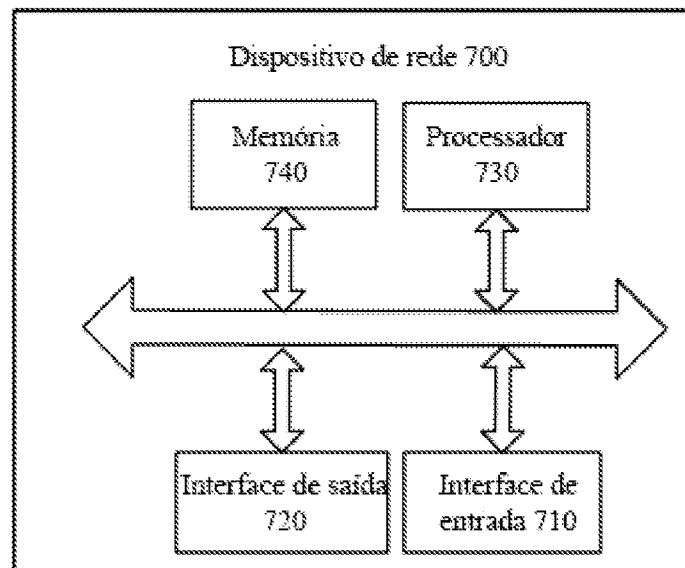 Dispositivo de rede 700
Memória
740
Processador
730
Interface de saída
720
Interface de
entrada 710